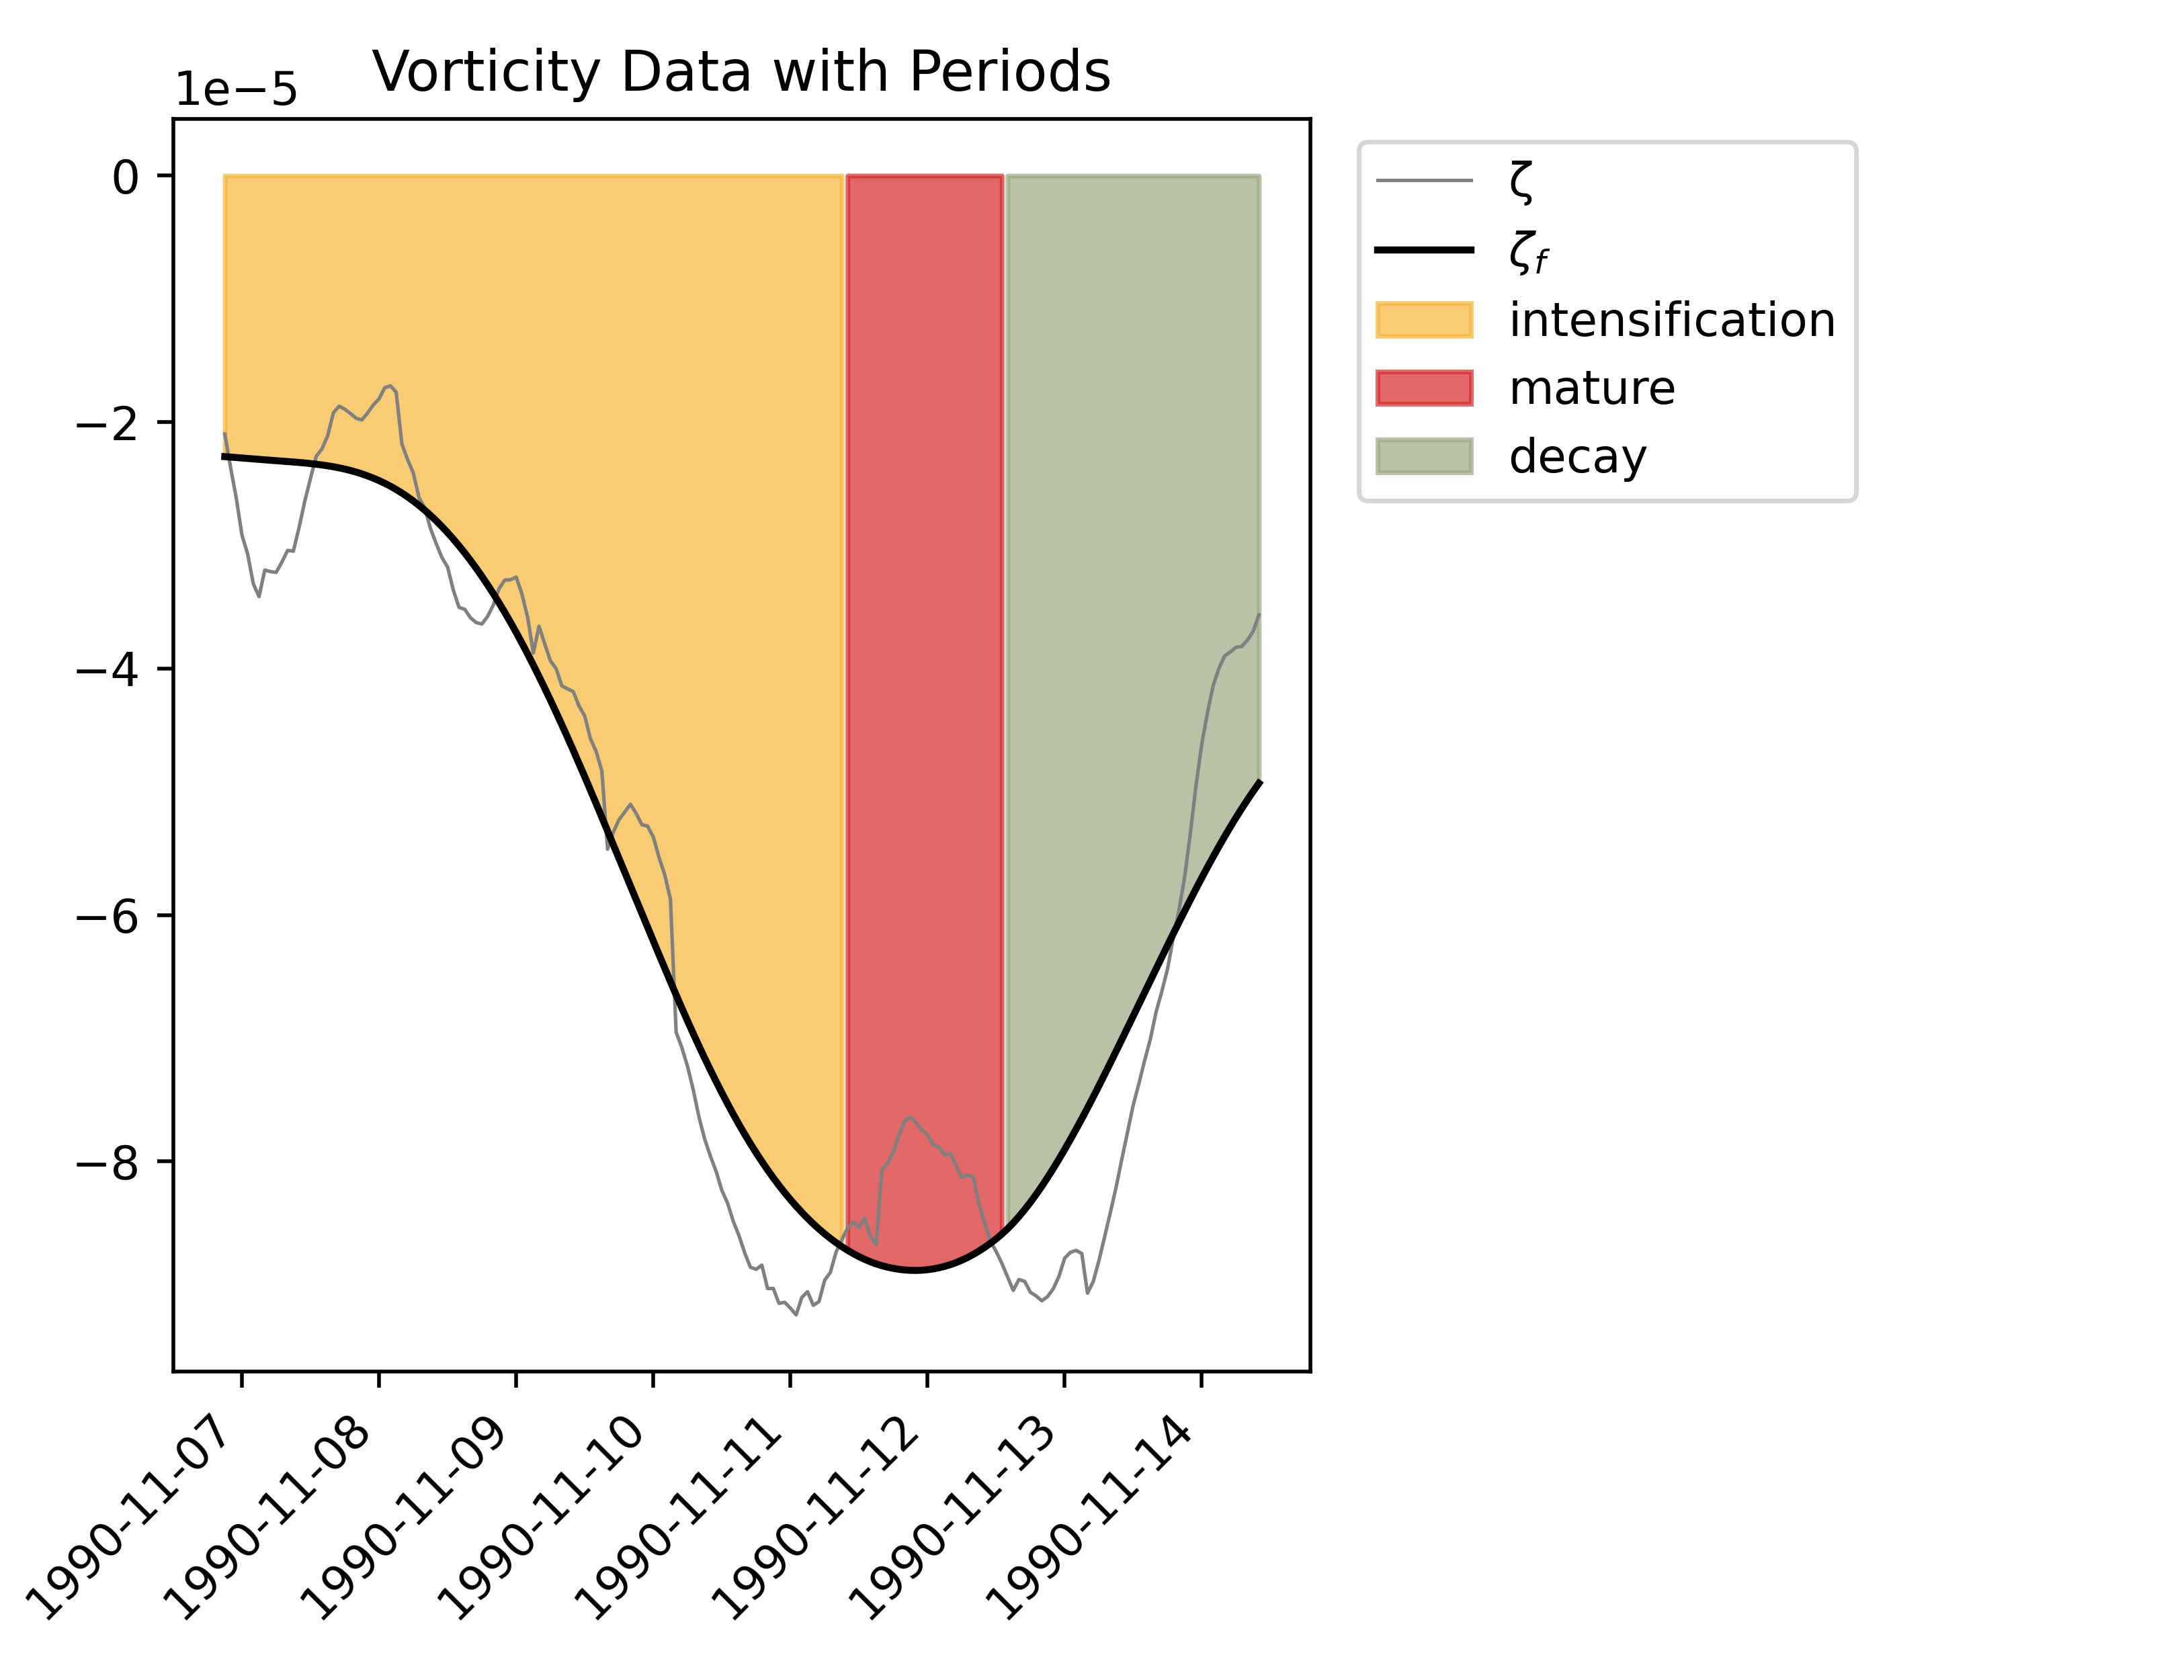 Vorticity Data with Periods
1e−5
0
−2
−4
−6
−8
1990-11-07
1990-11-08
1990-11-09
1990-11-10
1990-11-11
1990-11-12
1990-11-13
1990-11-14
ζ
ζf
intensification
mature
decay